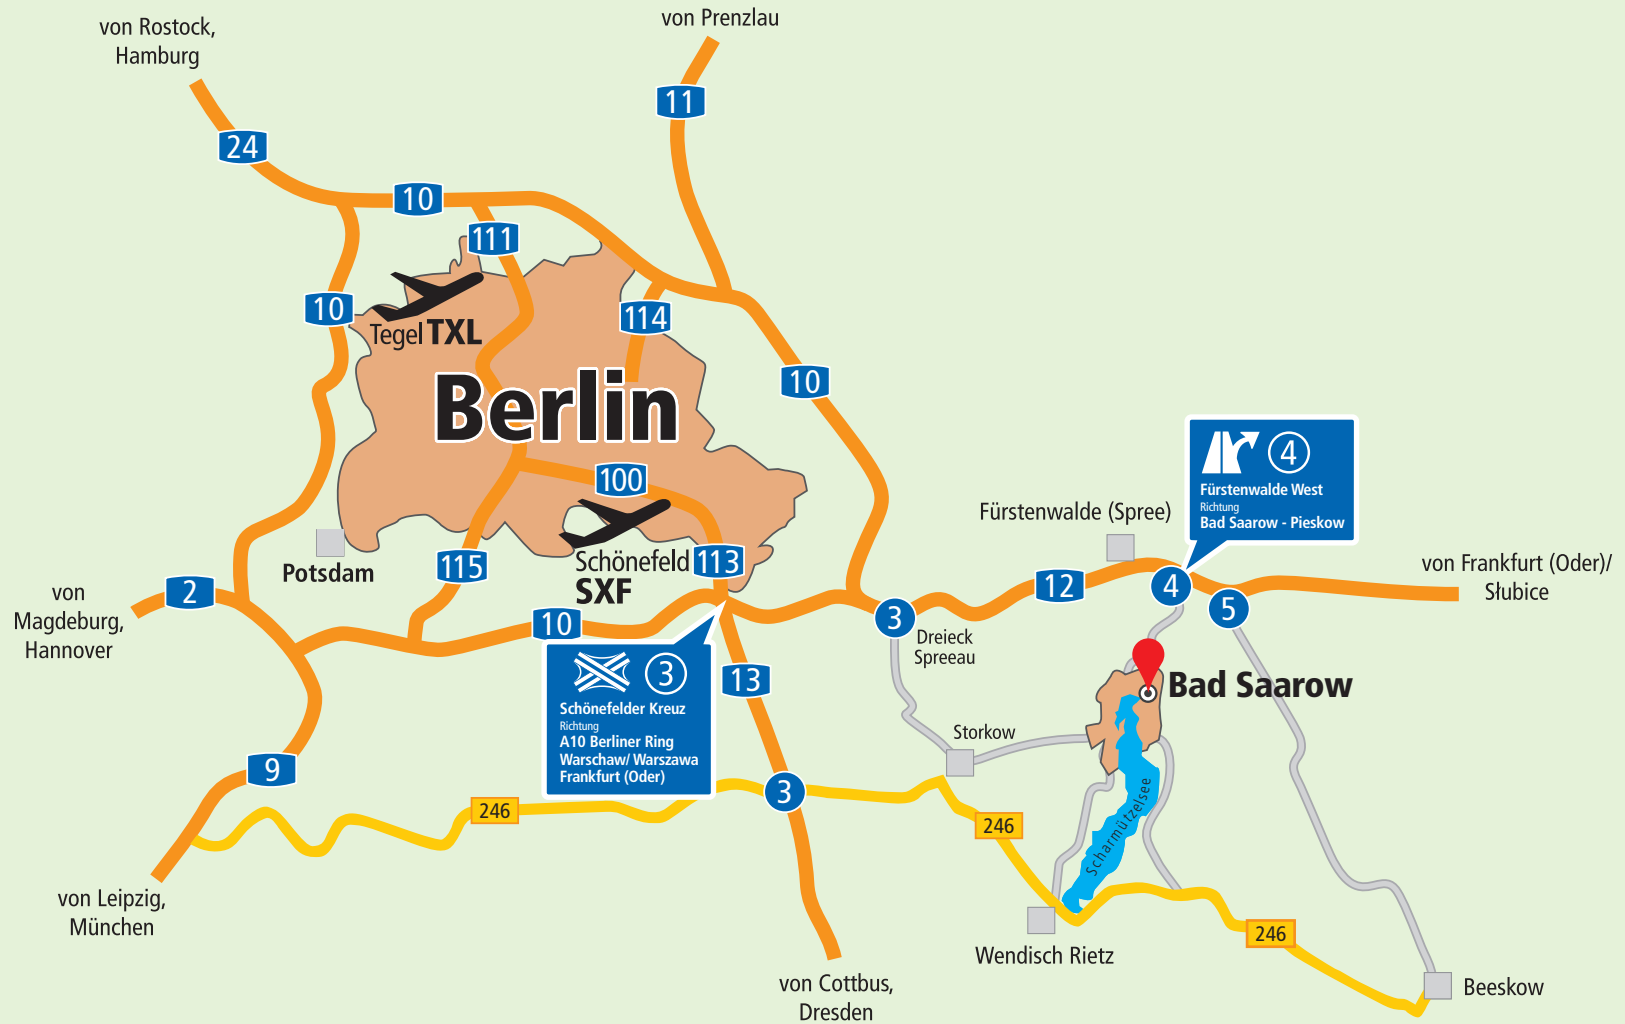 von Rostock,
Hamburg
von Prenzlau
11
24
10
111
10
114
Tegel TXL
10
Berlin
100
4
Fürstenwalde West
Richtung
Bad Saarow - Pieskow
Fürstenwalde (Spree)
Potsdam
115
Schönefeld
SXF
113
12
4
5
von Frankfurt (Oder)/
Słubice
von
Magdeburg,
Hannover
2
10
3
Dreieck
Spreeau
3
Schönefelder Kreuz
Richtung
A10 Berliner Ring
Warschaw/ Warszawa
Frankfurt (Oder)
13
Bad Saarow
Storkow
9
3
246
246
Scharmützelsee
von Leipzig,
München
Wendisch Rietz
246
von Cottbus,
Dresden
Beeskow